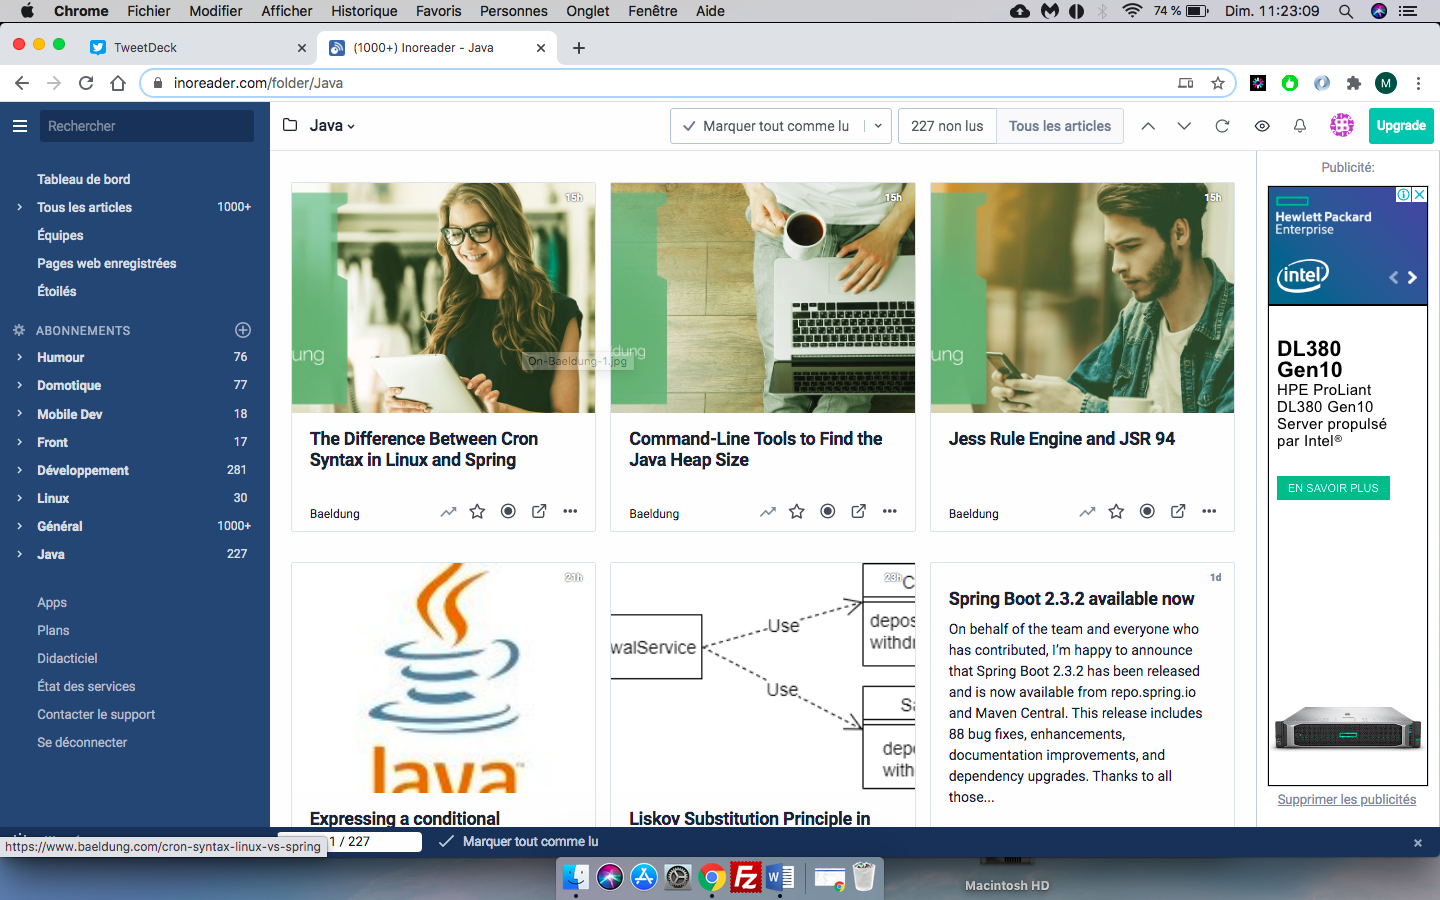 Chrome Fichier Modifier Afficher Historique Favoris Personnes Onglet Fenêtre Aide 74 % Dim. 11:23:09
TweetDeck
(1000+) Inoreader - Java
inoreader.com/folder/Java
M
Rechercher
Java
Marquer tout comme lu
227 non lus
Tous les articles
Upgrade
Tableau de bord
Tous les articles 1000+
Équipes
Pages web enregistrées
Étoilés
ABONNEMENTS
Humour 76
Domotique 77
Mobile Dev 18
Front 17
Développement 281
Linux 30
Général 1000+
Java 227
Apps
Plans
Didacticiel
État des services
Contacter le support
Se déconnecter
15h
ung
On-Baeldung-1.jpg
The Difference Between Cron
Syntax in Linux and Spring
Baeldung
15h
dung
Command-Line Tools to Find the
Java Heap Size
Baeldung
15h
ung
Jess Rule Engine and JSR 94
Baeldung
21h
Java
Expressing a conditional
23h
walService
Use
Use
C
depos
withdr
Sa
depo
with
Liskov Substitution Principle in
1d
Spring Boot 2.3.2 available now
On behalf of the team and everyone who
has contributed, I'm happy to announce
that Spring Boot 2.3.2 has been released
and is now available from repo.spring.io
and Maven Central. This release includes
88 bug fixes, enhancements,
documentation improvements, and
dependency upgrades. Thanks to all
those...
Publicité:
Hewlett Packard
Enterprise
intel
DL380
Gen10
HPE ProLiant
DL380 Gen10
Server propulsé
par Intel®
EN SAVOIR PLUS
Supprimer les publicités
https://www.baeldung.com/cron-syntax-linux-vs-spring
1 / 227
Marquer tout comme lu
Fz
W
Macintosh HD